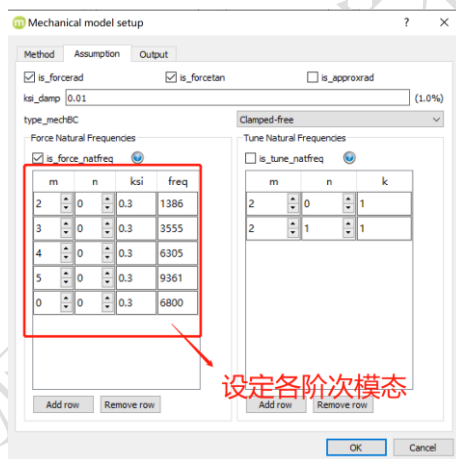 Mechanical model setup
Method Assumption Output
is_forcerad is_forcetan is_approxrad
ksi_damp 0.01 (1.0%)
type_mechBC Clamped-free
Force Natural Frequencies Tune Natural Frequencies
is_force_natfreq is_tune_natfreq
m n ksi freq m n k
2 0 0.3 1386 2 0 1
3 0 0.3 3555 2 1 1
4 0 0.3 6305
5 0 0.3 9361
0 0 0.3 6800
设定各阶次模态
Add row Remove row Add row Remove row
OK Cancel